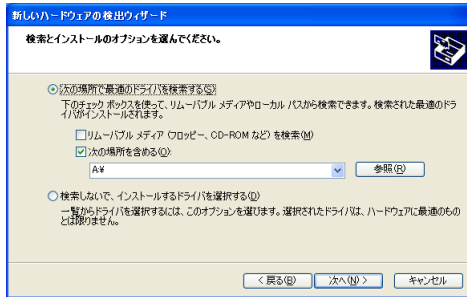 新しいハードウェアの検出ウィザード
検索とインストールのオプションを選んでください。
次の場所で最適のドライバを検索する(S)
下のチェック ボックスを使って、リムーバブル メディアやローカル パスから検索できます。検索された最適のドラ
イバがインストールされます。
リムーバブル メディア (フロッピー、CD-ROM など) を検索(M)
次の場所を含める(O):
A:¥
参照(R)
検索しないで、インストールするドライバを選択する(D)
一覧からドライバを選択するには、このオプションを選びます。選択されたドライバは、ハードウェアに最適のもの
とは限りません。
< 戻る(B)
次へ(N) >
キャンセル